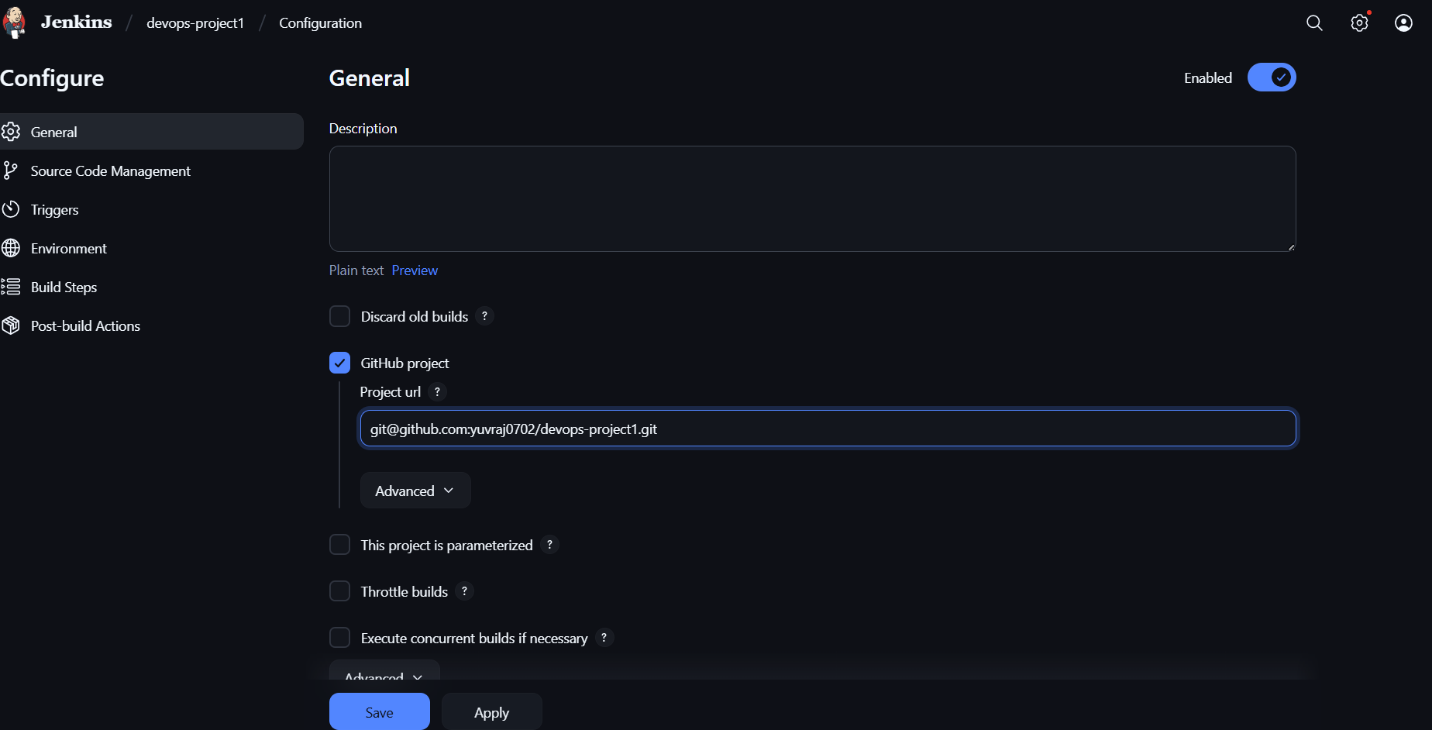 Jenkins / devops-project1 / Configuration
Configure
General
Source Code Management
Triggers
Environment
Build Steps
Post-build Actions
General
Enabled
Description
Plain text Preview
Discard old builds ?
GitHub project
Project url ?
git@github.com:yuvraj0702/devops-project1.git
Advanced
This project is parameterized ?
Throttle builds ?
Execute concurrent builds if necessary ?
Advanced
Save Apply